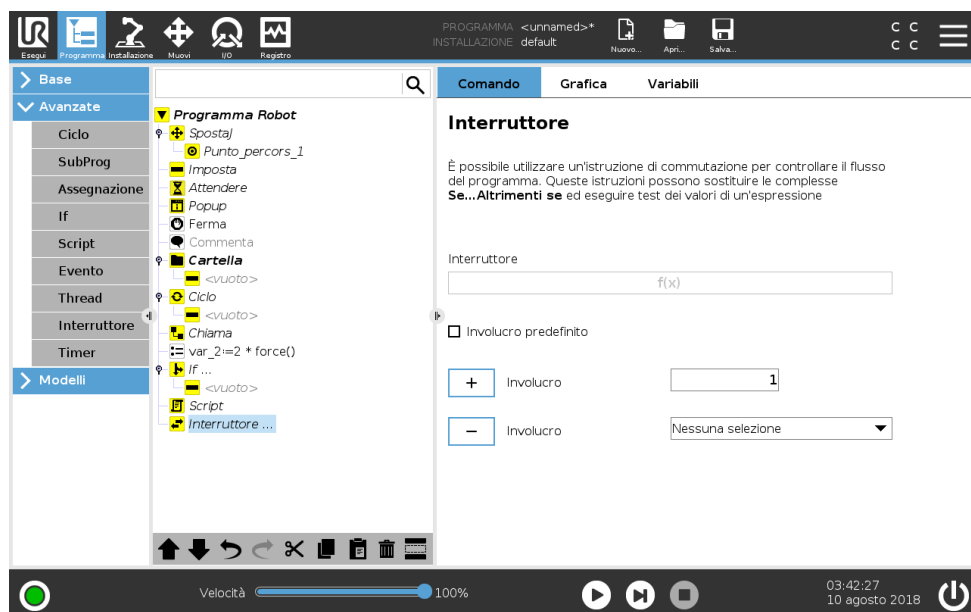 UR
PROGRAMMA <unnamed>*
INSTALLAZIONE default
C C
C C
Esegui Programma Installazione Muovi I/O Registro
Nuovo... Apri... Salva...
Base
Avanzate
Ciclo
SubProg
Assegnazione
If
Script
Evento
Thread
Interruttore
Timer
Modelli
Programma Robot
SpostaJ
Punto_percors_1
Imposta
Attendere
Popup
Ferma
Commenta
Cartella
<vuoto>
Ciclo
<vuoto>
Chiama
var_2:=2 * force()
If ...
<vuoto>
Script
Interruttore ...
Comando Grafica Variabili
Interruttore
È possibile utilizzare un'istruzione di commutazione per controllare il flusso
del programma. Queste istruzioni possono sostituire le complesse
Se...Altrimenti se ed eseguire test dei valori di un'espressione
Interruttore
f(x)
Involucro predefinito
+ Involucro 1
− Involucro Nessuna selezione
Velocità 100%
03:42:27
10 agosto 2018